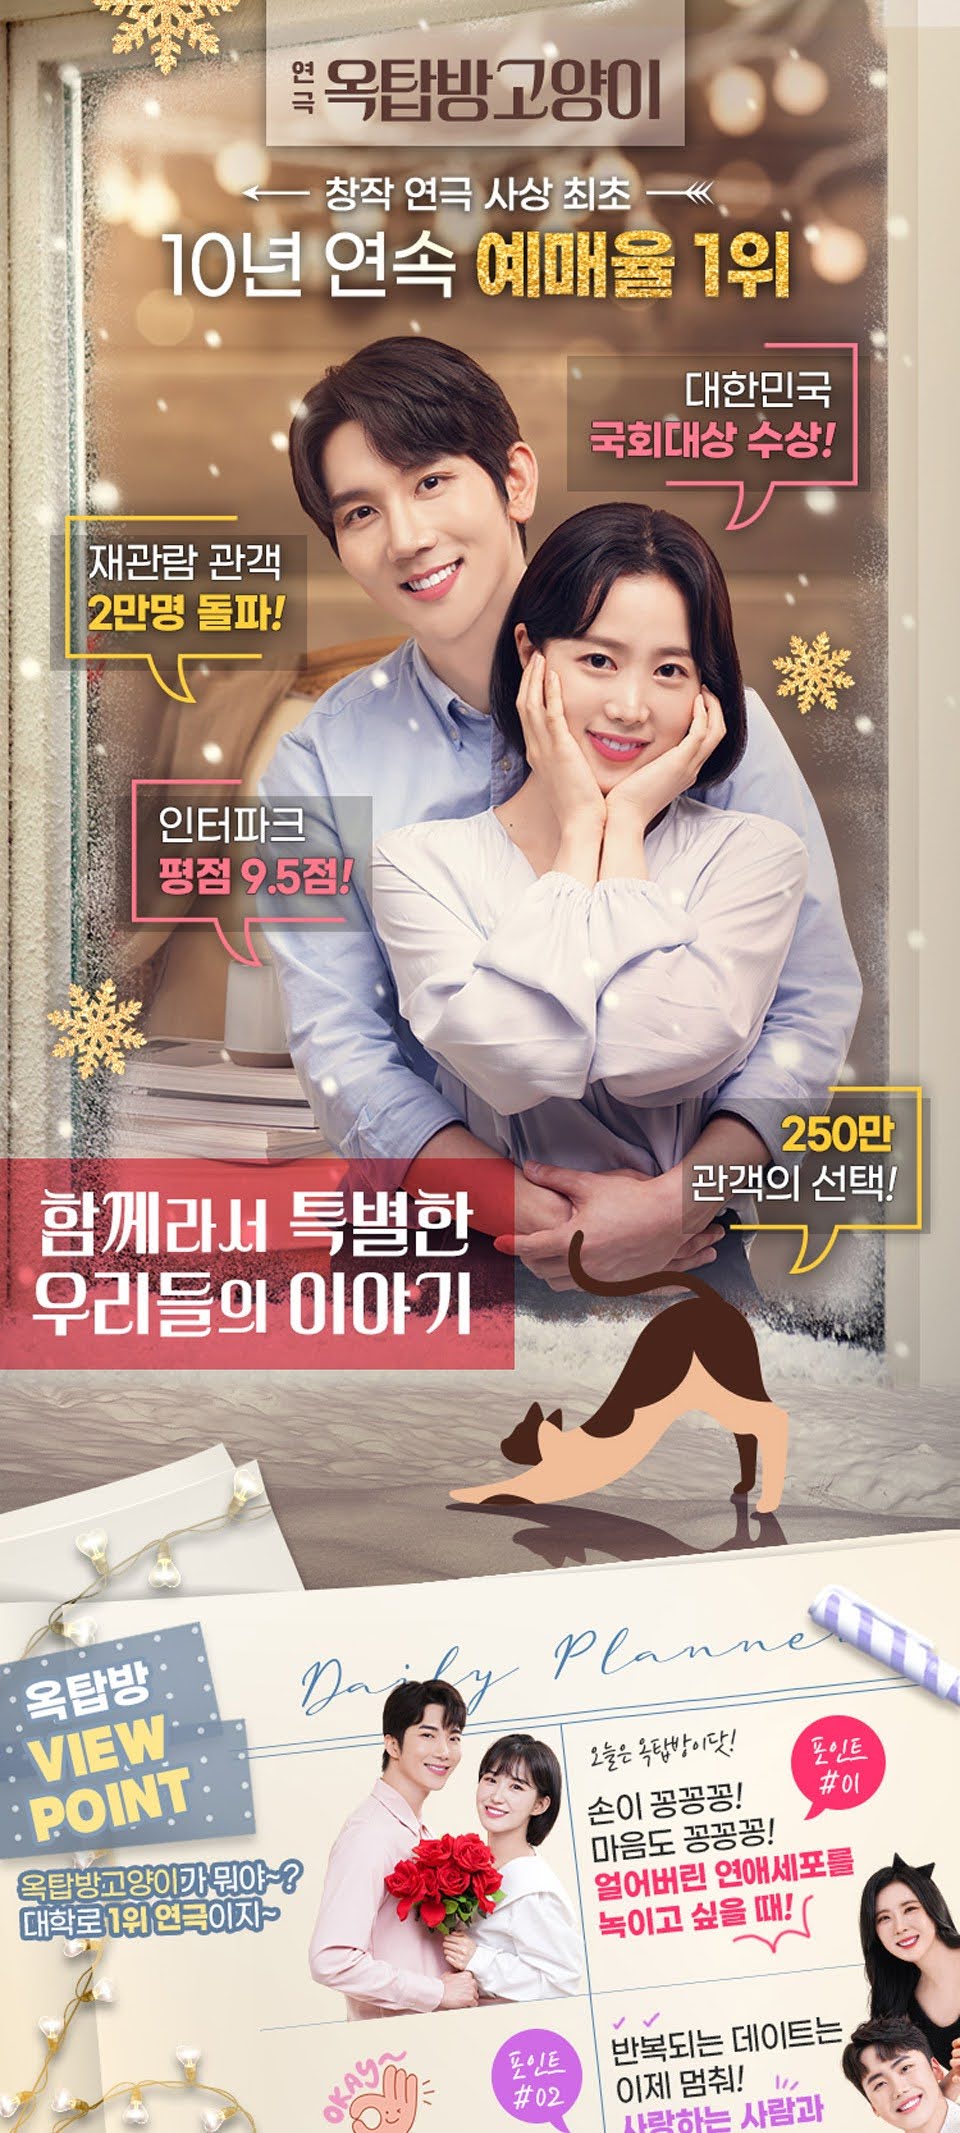 연극 옥탑방고양이
창작 연극 사상 최초
10년 연속 예매율 1위
대한민국
국회대상 수상!
재관람 관객
2만명 돌파!
인터파크
평점 9.5점!
250만
관객의 선택!
함께라서 특별한
우리들의 이야기
Daily Planner
옥탑방
VIEW
POINT
옥탑방고양이가 뭐야~?
대학로 1위 연극이지~
오늘은 옥탑방이닷!
포인트
#01
손이 꽁꽁꽁!
마음도 꽁꽁꽁!
얼어버린 연애세포를
녹이고 싶을 때!
OKAY~
포인트
#02
반복되는 데이트는
이제 멈춰!
사랑하는 사람과